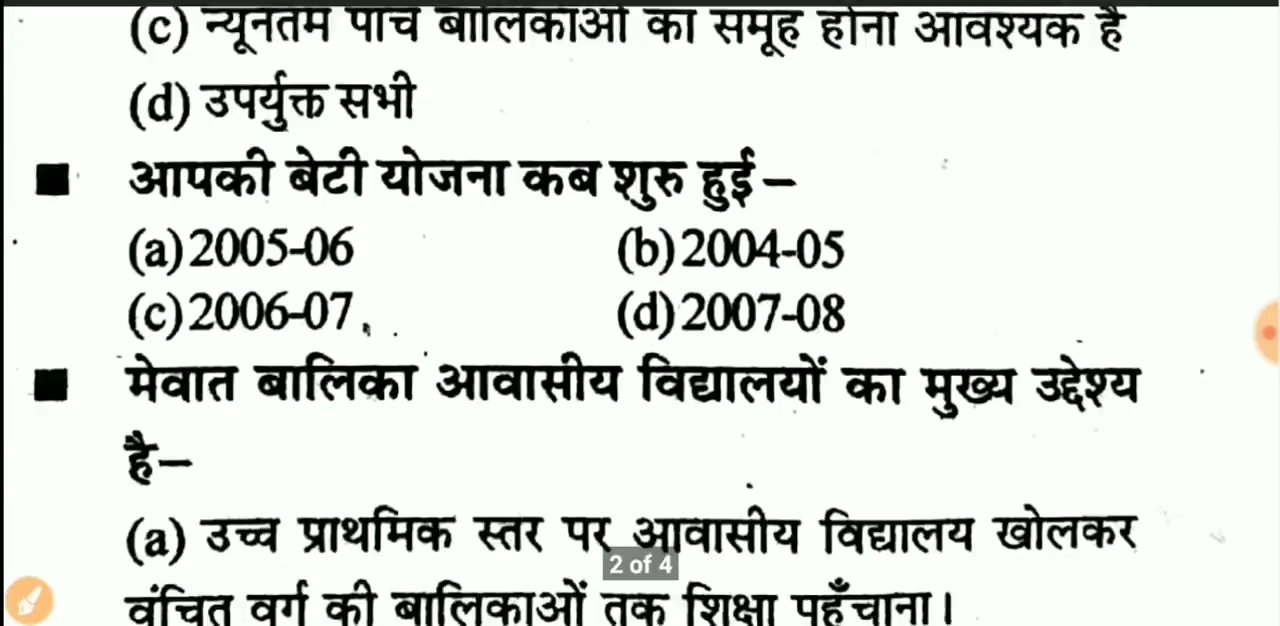 (c) न्यूनतम पाँच बालिकाओं का समूह होना आवश्यक है
(d) उपर्युक्त सभी
■ आपकी बेटी योजना कब शुरु हुई –
(a) 2005-06 (b) 2004-05
(c) 2006-07 (d) 2007-08
■ मेवात बालिका आवासीय विद्यालयों का मुख्य उद्देश्य
है–
(a) उच्च प्राथमिक स्तर पर आवासीय विद्यालय खोलकर
2 of 4
वंचित वर्ग की बालिकाओं तक शिक्षा पहुँचाना।